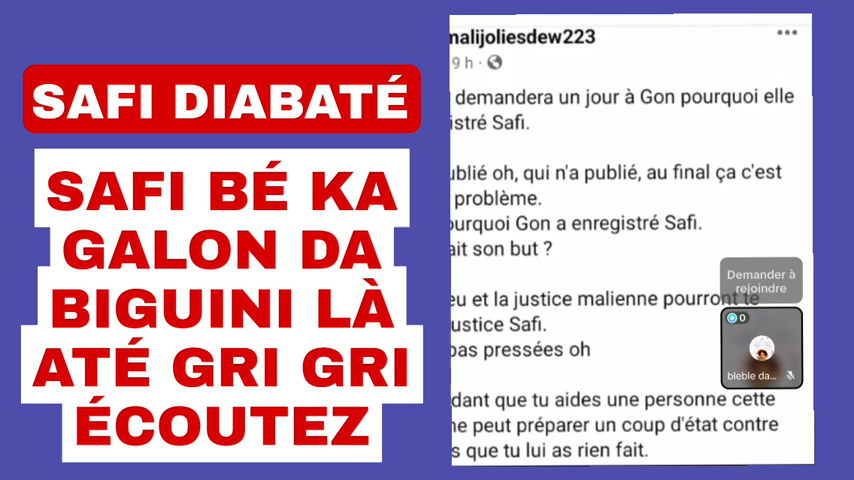 SAFI DIABATÉ
SAFI BÉ KA
GALON DA
BIGUINI LÀ
ATÉ GRI GRI
ÉCOUTEZ
malijoliesdew223
9 h
demandera un jour à Gon pourquoi elle
istré Safi.
ublié oh, qui n'a publié, au final ça c'est
problème.
ourquoi Gon a enregistré Safi.
ait son but ?
eu et la justice malienne pourront te
justice Safi.
pas pressées oh
dant que tu aides une personne cette
ne peut préparer un coup d'état contre
s que tu lui as rien fait.
Demander à
rejoindre
0
bleble da...